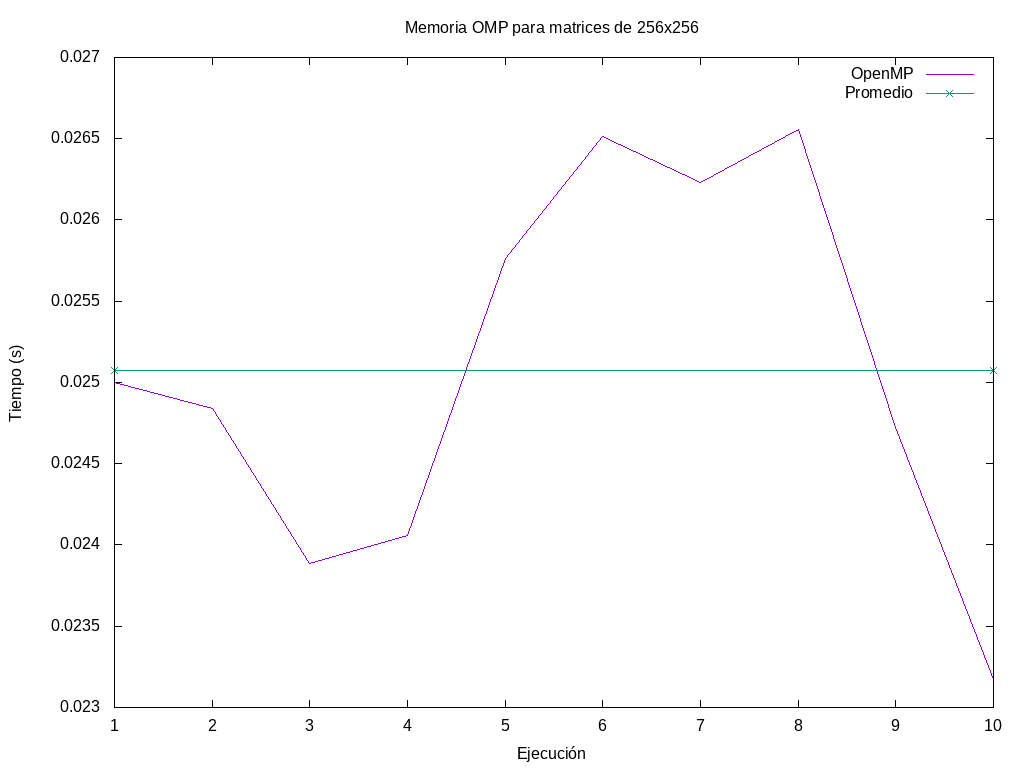 Memoria OMP para matrices de 256x256
OpenMP
Promedio
0.027
0.0265
0.026
0.0255
0.025
0.0245
0.024
0.0235
0.023
Tiempo (s)
1 2 3 4 5 6 7 8 9 10
Ejecución